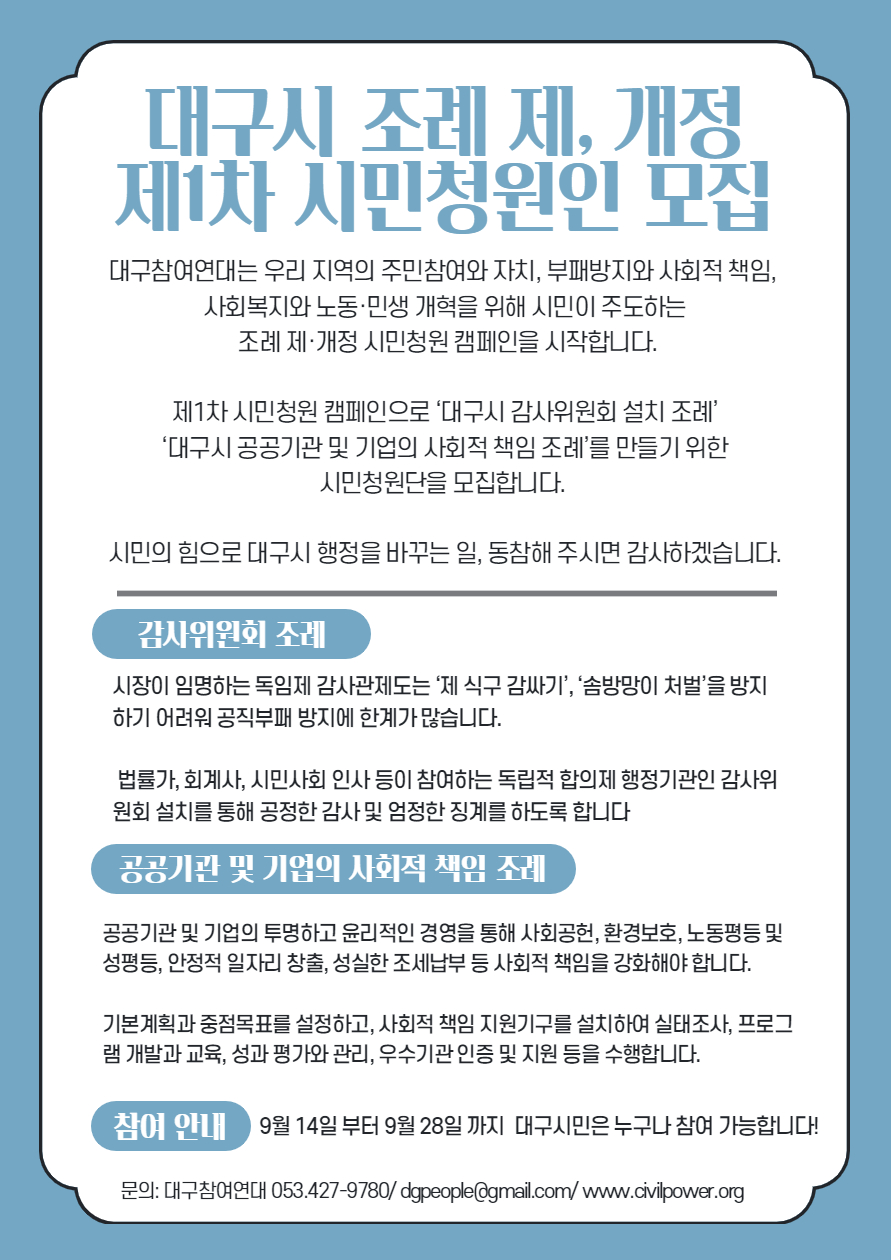 대구시 조례 제, 개정
제1차 시민청원인 모집
대구참여연대는 우리 지역의 주민참여와 자치, 부패방지와 사회적 책임,
사회복지와 노동·민생 개혁을 위해 시민이 주도하는
조례 제·개정 시민청원 캠페인을 시작합니다.
제1차 시민청원 캠페인으로 ‘대구시 감사위원회 설치 조례’
‘대구시 공공기관 및 기업의 사회적 책임 조례’를 만들기 위한
시민청원단을 모집합니다.
시민의 힘으로 대구시 행정을 바꾸는 일, 동참해 주시면 감사하겠습니다.
감사위원회 조례
시장이 임명하는 독임제 감사관제도는 ‘제 식구 감싸기’, ‘솜방망이 처벌’을 방지
하기 어려워 공직부패 방지에 한계가 많습니다.
법률가, 회계사, 시민사회 인사 등이 참여하는 독립적 합의제 행정기관인 감사위
원회 설치를 통해 공정한 감사 및 엄정한 징계를 하도록 합니다
공공기관 및 기업의 사회적 책임 조례
공공기관 및 기업의 투명하고 윤리적인 경영을 통해 사회공헌, 환경보호, 노동평등 및
성평등, 안정적 일자리 창출, 성실한 조세납부 등 사회적 책임을 강화해야 합니다.
기본계획과 중점목표를 설정하고, 사회적 책임 지원기구를 설치하여 실태조사, 프로그
램 개발과 교육, 성과 평가와 관리, 우수기관 인증 및 지원 등을 수행합니다.
참여 안내 9월 14일 부터 9월 28일 까지 대구시민은 누구나 참여 가능합니다!
문의: 대구참여연대 053.427-9780/ dgpeople@gmail.com/ www.civilpower.org